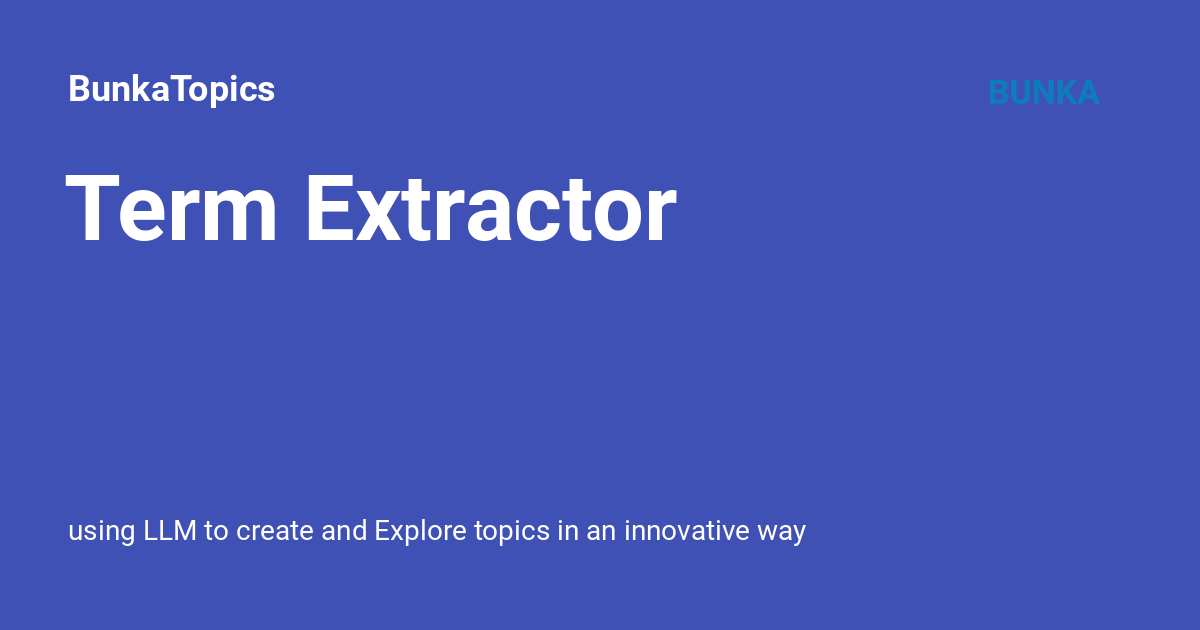 BunkaTopics
BUNKA
Term Extractor
using LLM to create and Explore topics in an innovative way